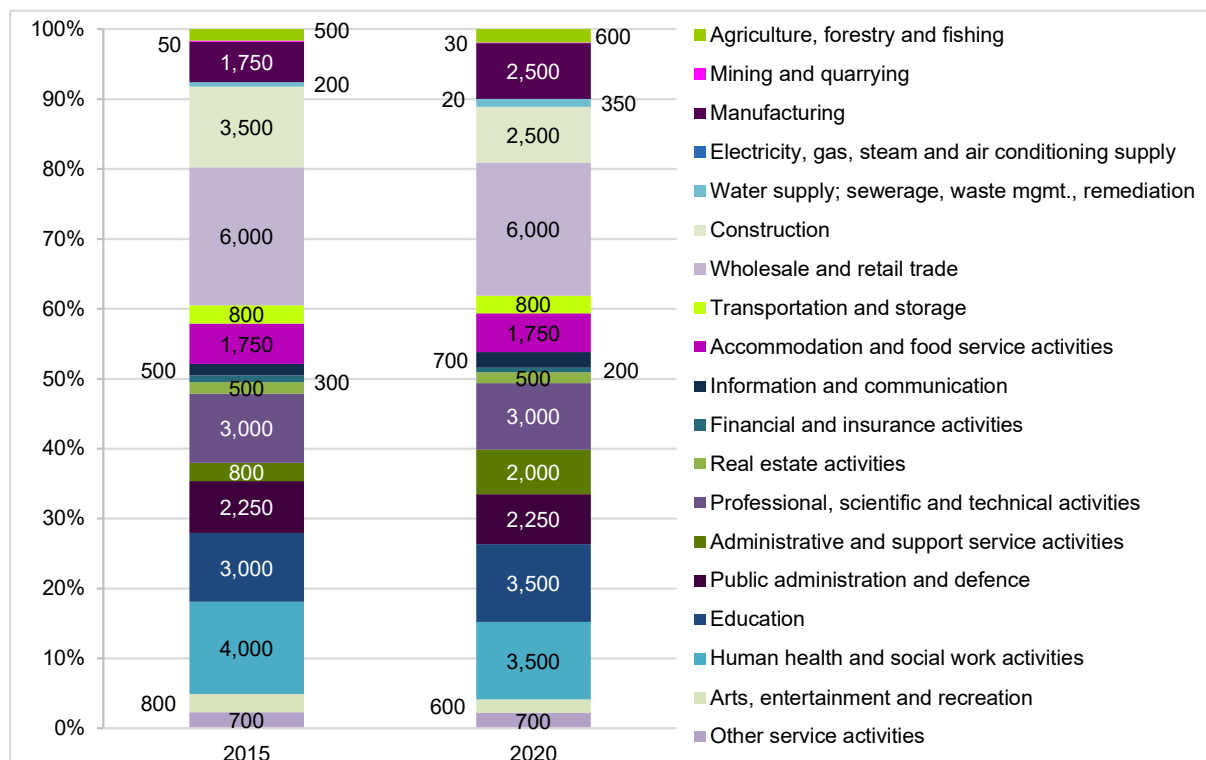 100%
90%
80%
70%
60%
50%
40%
30%
20%
10%
0%
50
500
1,750
200
3,500
6,000
800
1,750
500
300
500
3,000
800
2,250
3,000
4,000
800
700
2015
30
600
2,500
20
350
2,500
6,000
800
1,750
700
200
500
3,000
2,000
2,250
3,500
3,500
600
700
2020
Agriculture, forestry and fishing
Mining and quarrying
Manufacturing
Electricity, gas, steam and air conditioning supply
Water supply; sewerage, waste mgmt., remediation
Construction
Wholesale and retail trade
Transportation and storage
Accommodation and food service activities
Information and communication
Financial and insurance activities
Real estate activities
Professional, scientific and technical activities
Administrative and support service activities
Public administration and defence
Education
Human health and social work activities
Arts, entertainment and recreation
Other service activities